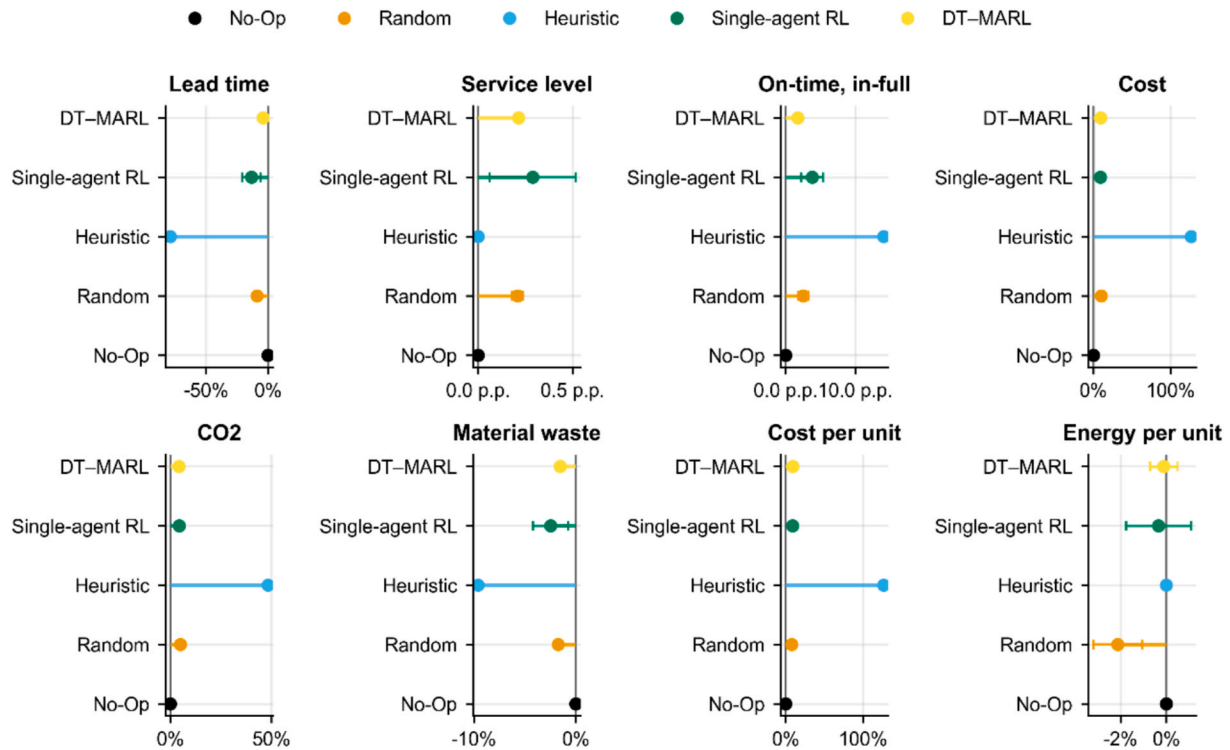 No-Op Random Heuristic Single-agent RL DT–MARL
Lead time
DT–MARL
Single-agent RL
Heuristic
Random
No-Op
-50% 0%
Service level
DT–MARL
Single-agent RL
Heuristic
Random
No-Op
0.0 p.p. 0.5 p.p.
On-time, in-full
DT–MARL
Single-agent RL
Heuristic
Random
No-Op
0.0 p.p. 10.0 p.p.
Cost
DT–MARL
Single-agent RL
Heuristic
Random
No-Op
0% 100%
CO2
DT–MARL
Single-agent RL
Heuristic
Random
No-Op
0% 50%
Material waste
DT–MARL
Single-agent RL
Heuristic
Random
No-Op
-10% 0%
Cost per unit
DT–MARL
Single-agent RL
Heuristic
Random
No-Op
0% 100%
Energy per unit
DT–MARL
Single-agent RL
Heuristic
Random
No-Op
-2% 0%